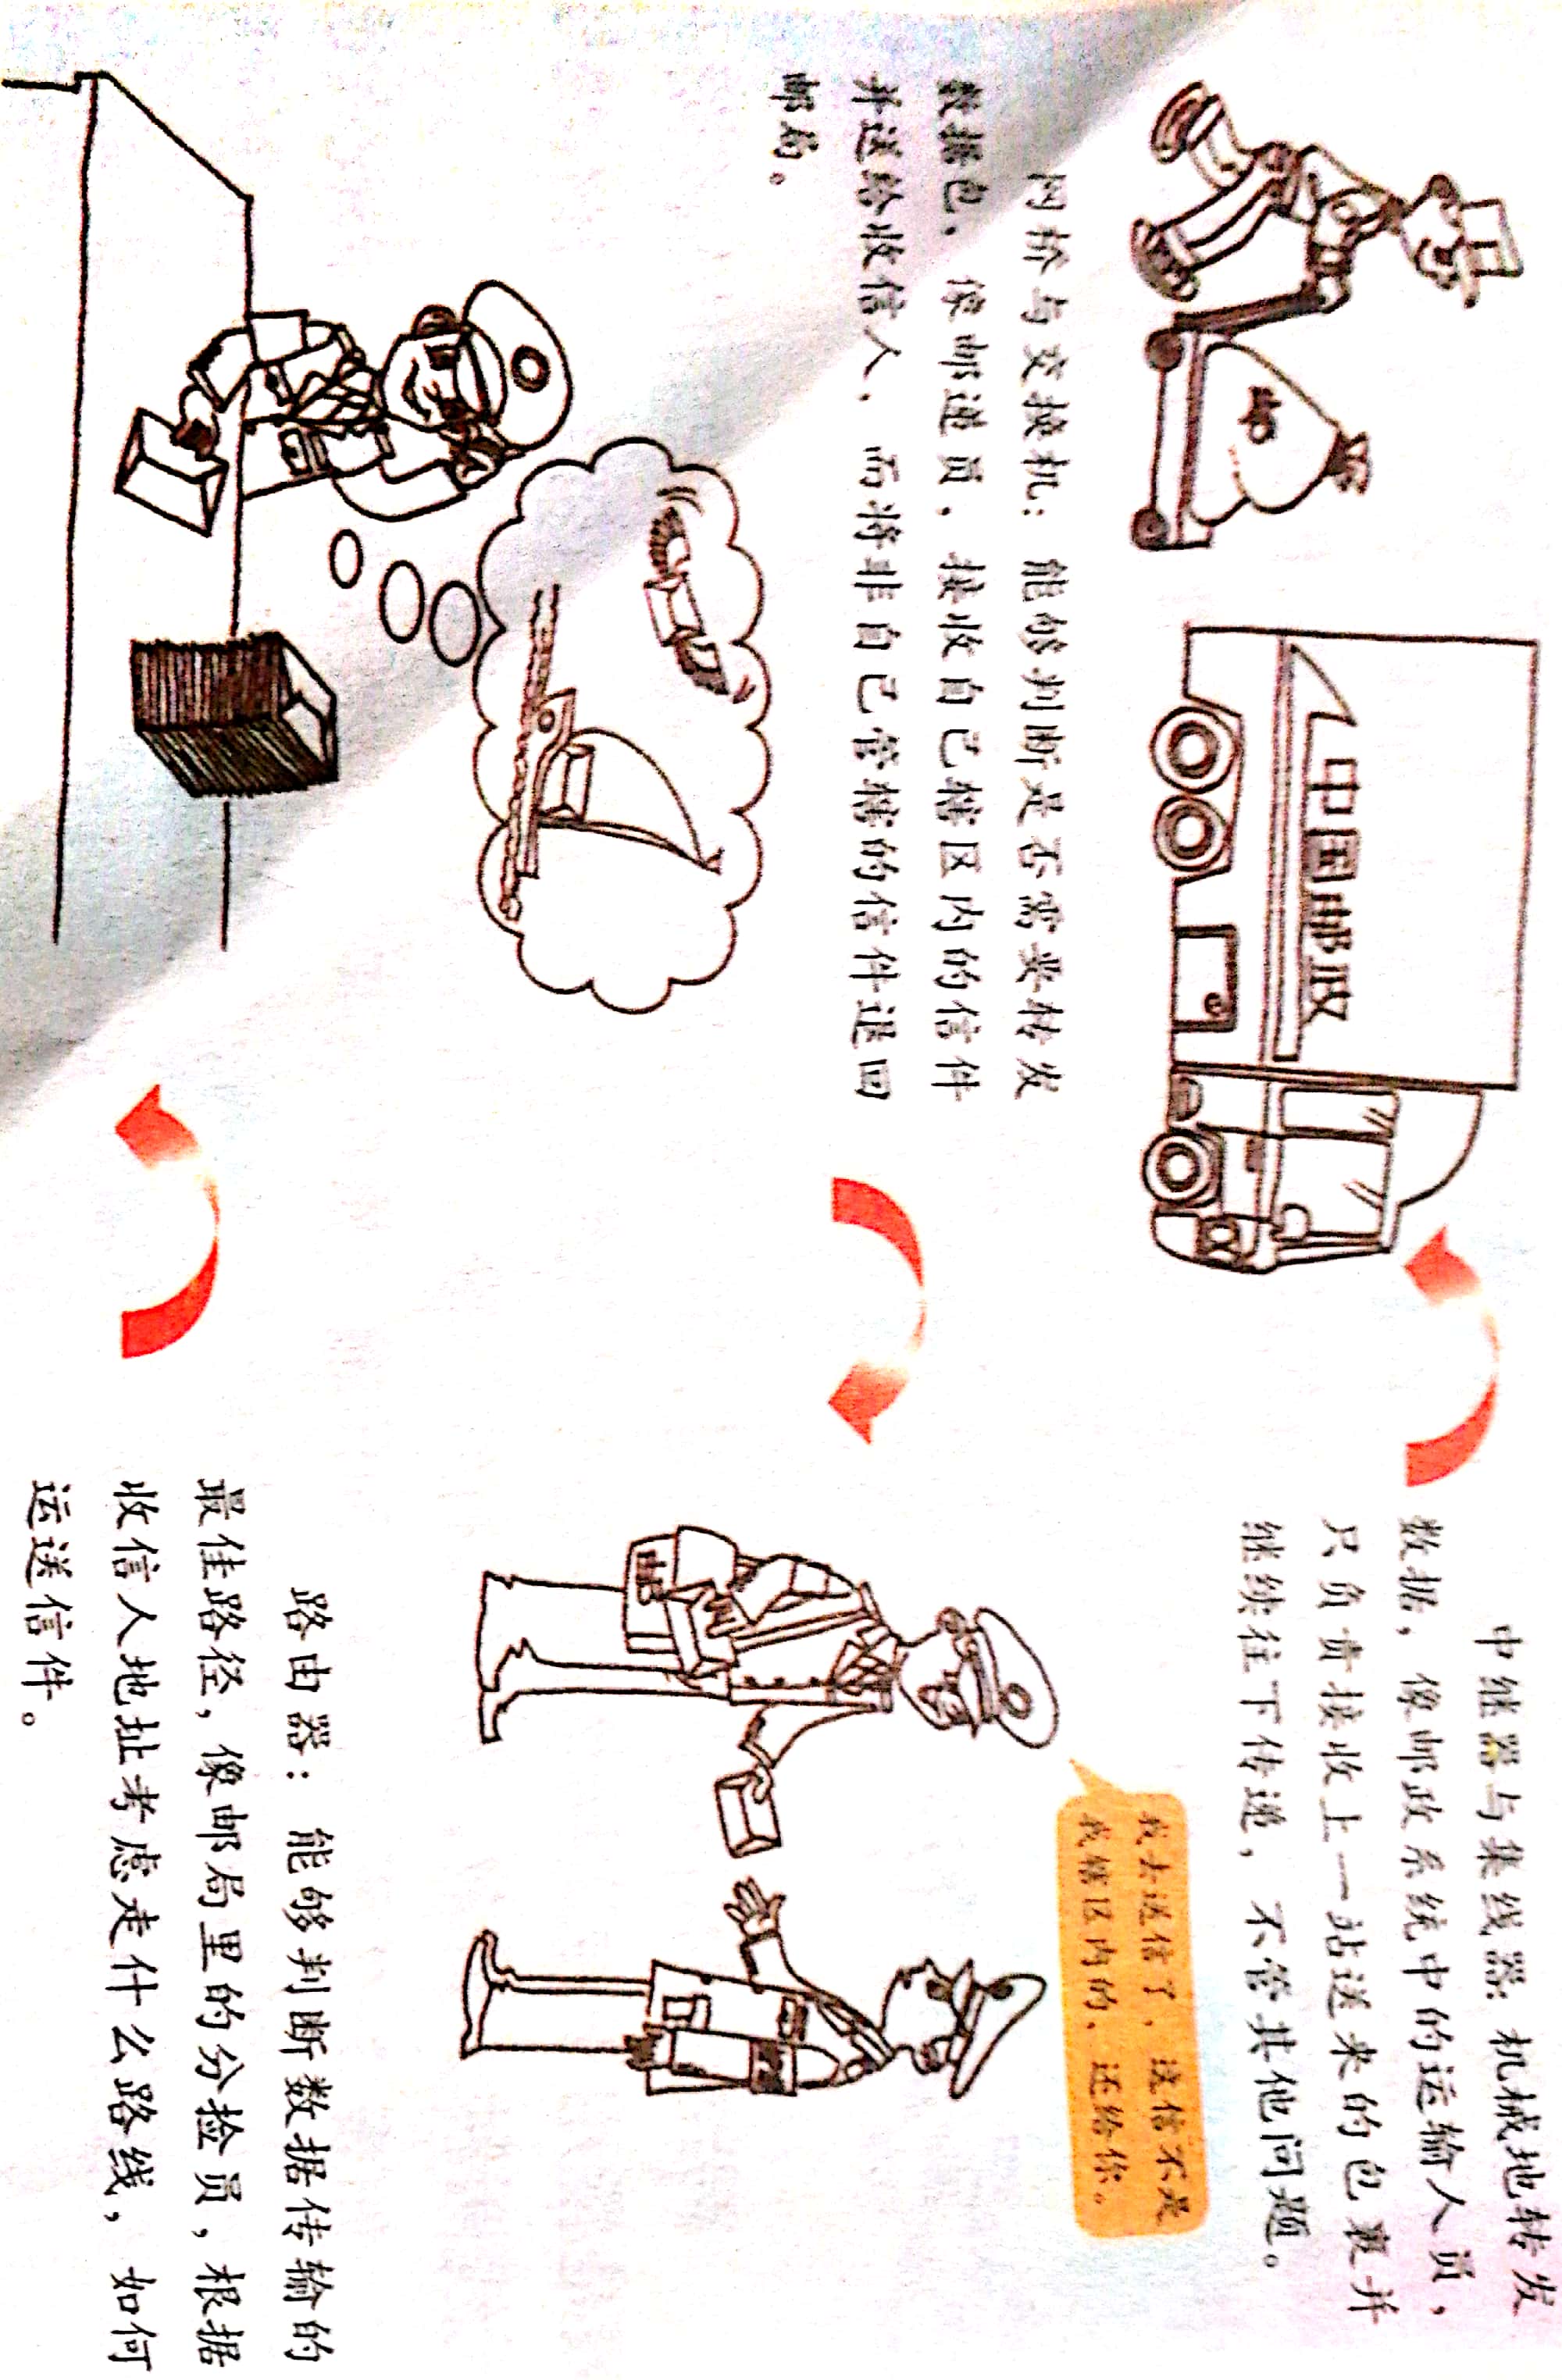 中国邮政
中继器与集线器：机械地转发
数据，像邮政系统中的运输人员，
只负责接收上一站送来的包裹并
继续往下传递，不管其他问题。
网桥与交换机：能够判断是否需要转发
数据包，像邮递员，接收自己辖区内的信件
并送给收信人，而将非自己管辖的信件退回
邮局。
我去送信了，这信不是
我辖区内的，还给你。
路由器：能够判断数据传输的
最佳路径，像邮局里的分捡员，根据
收信人地址考虑走什么路线，如何
运送信件。